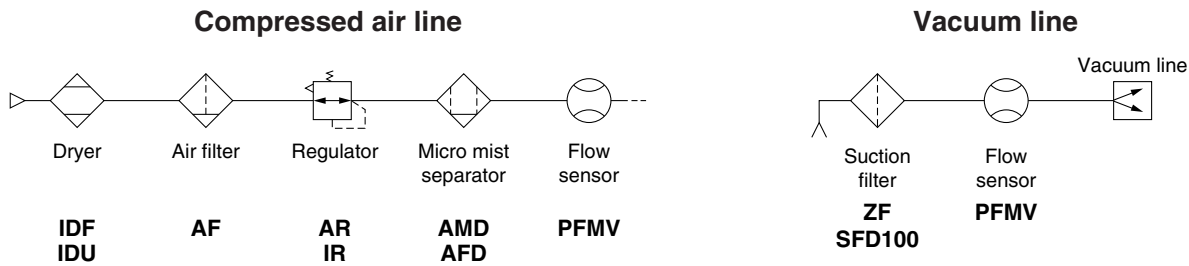 Compressed air line
Dryer
Air filter
Regulator
Micro mist
separator
Flow
sensor
IDF
IDU
AF
AR
IR
AMD
AFD
PFMV
Vacuum line
Vacuum line
Suction
filter
Flow
sensor
ZF
SFD100
PFMV